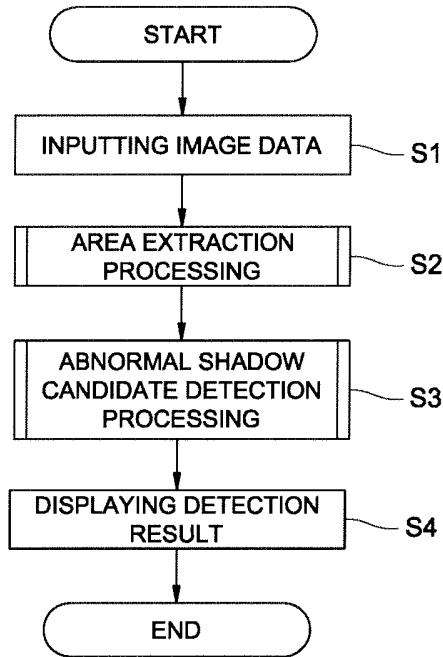 START
INPUTTING IMAGE DATA
S1
AREA EXTRACTION
PROCESSING
S2
ABNORMAL SHADOW
CANDIDATE DETECTION
PROCESSING
S3
DISPLAYING DETECTION
RESULT
S4
END